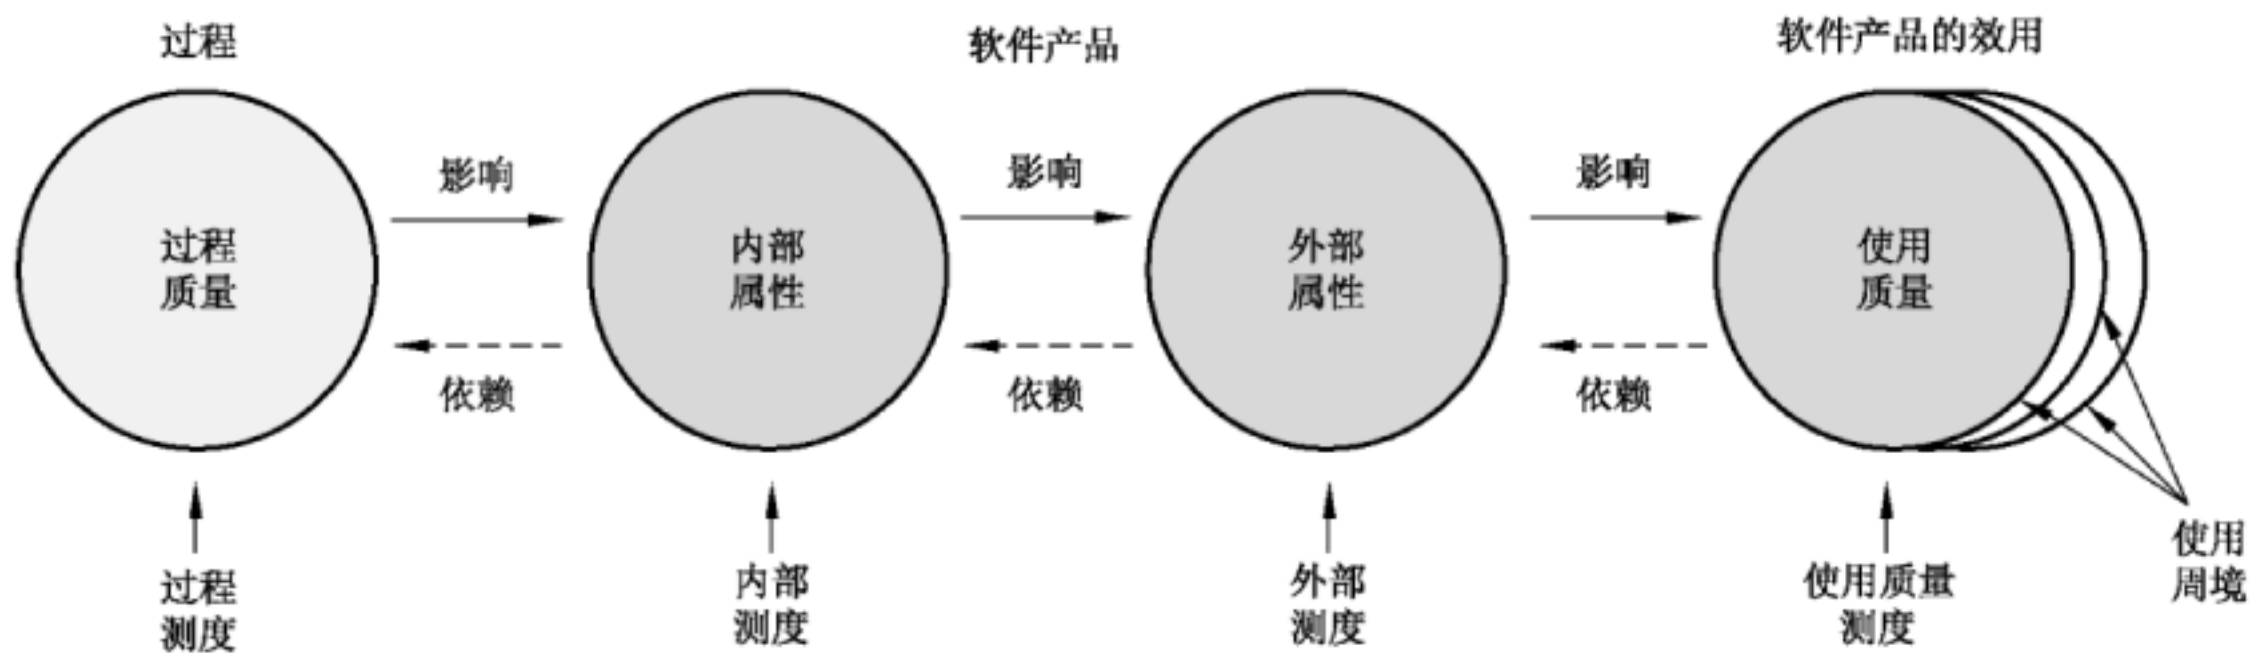 过程
软件产品
软件产品的效用
影响
影响
影响
过程
质量
内部
属性
外部
属性
使用
质量
依赖
依赖
依赖
过程
测度
内部
测度
外部
测度
使用质量
测度
使用
周境